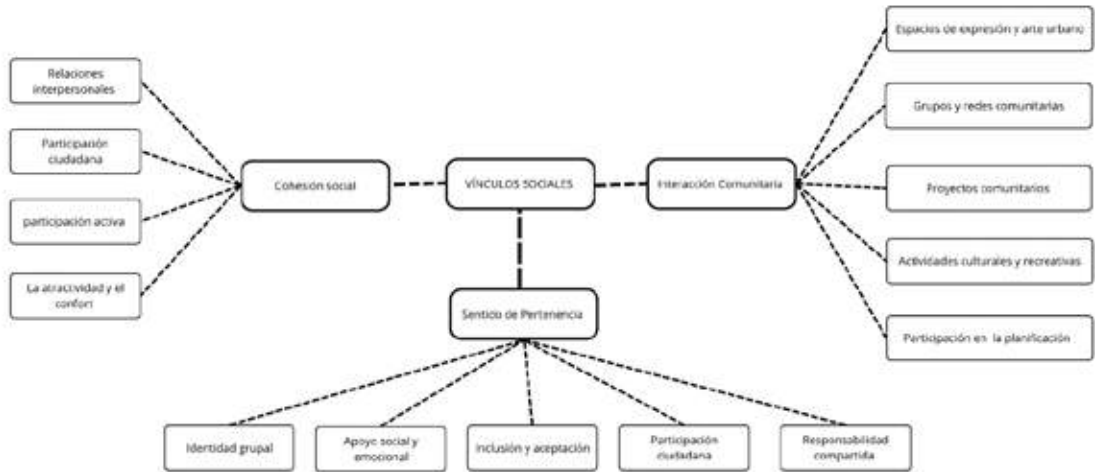 Espacios de expresión y arte urbano
Relaciones
interpersonales
Grupos y redes comunitarias
Participación
ciudadana
Cohesión social
VÍNCULOS SOCIALES
Interacción Comunitaria
Proyectos comunitarios
participación activa
Actividades culturales y recreativas
La atractividad y el
confort
Sentido de Pertenencia
Participación en la planificación
Identidad grupal
Apoyo social y
emocional
Inclusión y aceptación
Participación
ciudadana
Responsabilidad
compartida